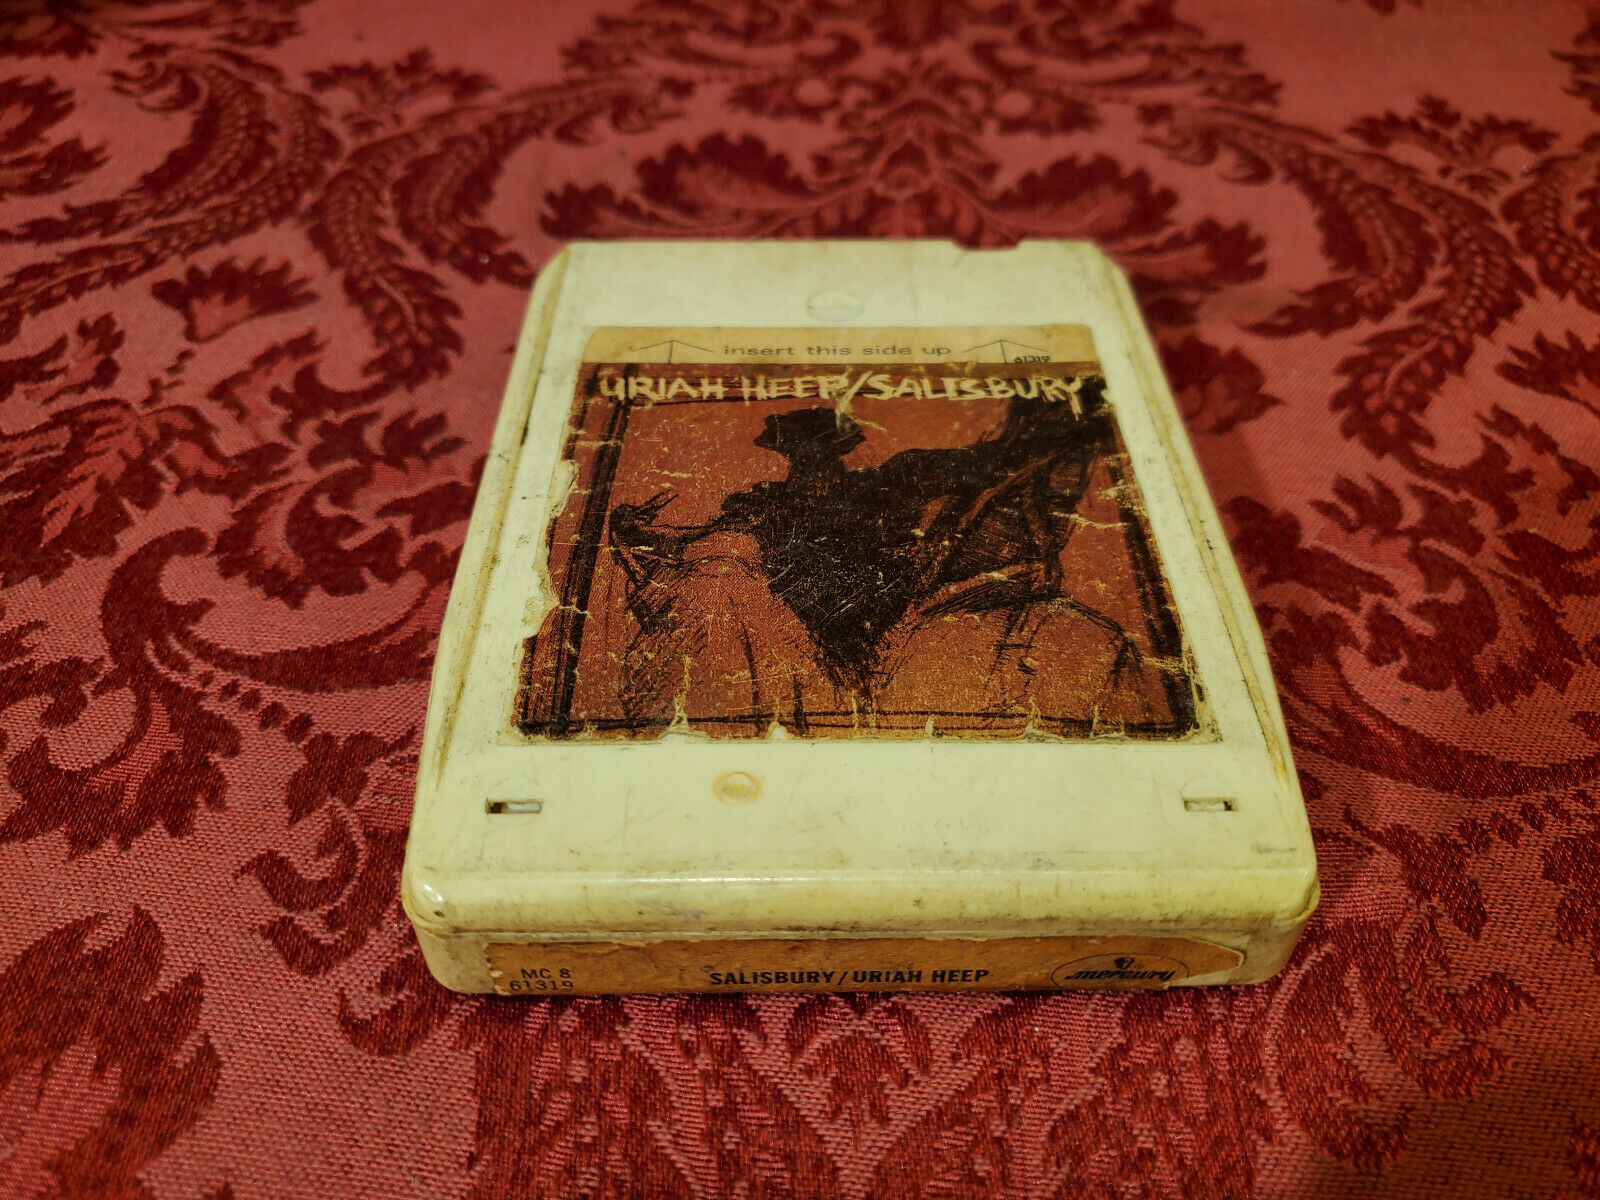 insert this side up
61319
URIAH HEEP/SALISBURY
MC 8
61319
SALISBURY/URIAH HEEP
mercury